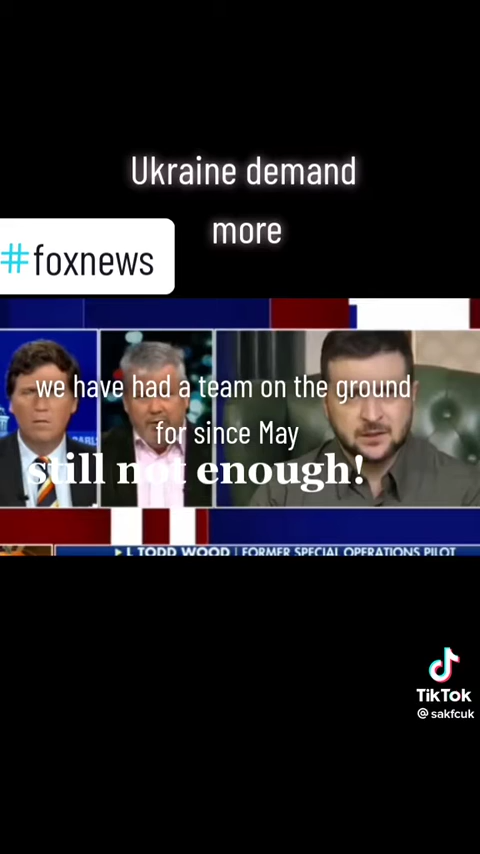 Ukraine demand
more
#foxnews
we have had a team on the ground
for since May
still not enough!
L TODD WOOD | FORMER SPECIAL OPERATIONS PILOT
TikTok
@sakfcuk